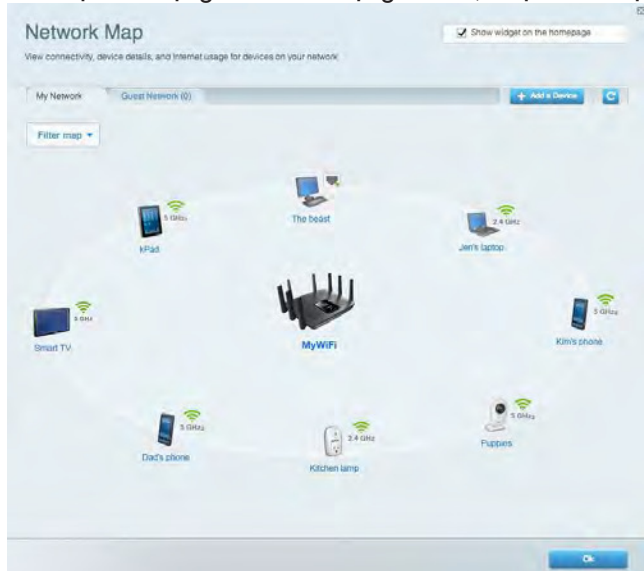 Network Map
Show widget on the homepage
View connectivity, device details, and Internet usage for devices on your network
My Network
Guest Network (0)
+ Add a Device
Filter map
The beast
5 GHz
kPad
2.4 GHz
Jen's laptop
5 GHz
Smart TV
MyWiFi
5 GHz
Kim's phone
5 GHz
Dad's phone
2.4 GHz
Kitchen lamp
5 GHz
Puppies
Ok